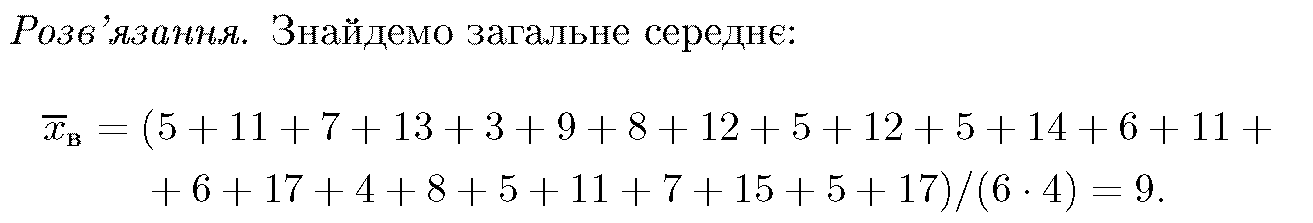 Розв’язання. Знайдемо загальне середнє:
x̅в = (5 + 11 + 7 + 13 + 3 + 9 + 8 + 12 + 5 + 12 + 5 + 14 + 6 + 11 +
+ 6 + 17 + 4 + 8 + 5 + 11 + 7 + 15 + 5 + 17)/(6 · 4) = 9.